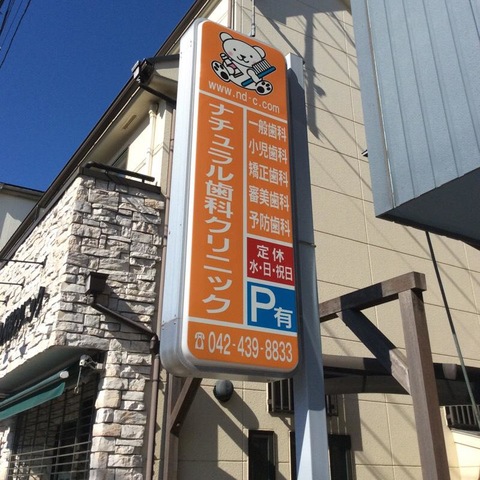 www.nd-c.com
ナチュラル歯科クリニック
一般歯科
小児歯科
矯正歯科
審美歯科
予防歯科
定休
水・日・祝日
P有
☎042-439-8833